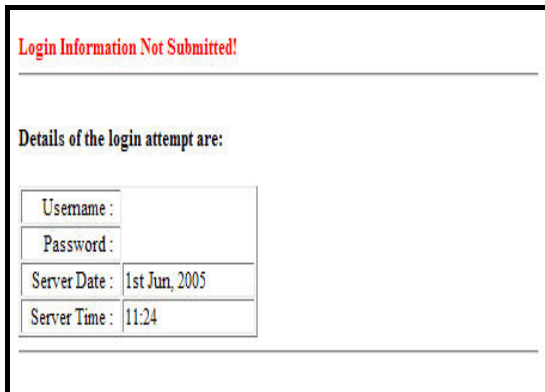 Login Information Not Submitted!
Details of the login attempt are:
Username :
Password :
Server Date : 1st Jun, 2005
Server Time : 11:24